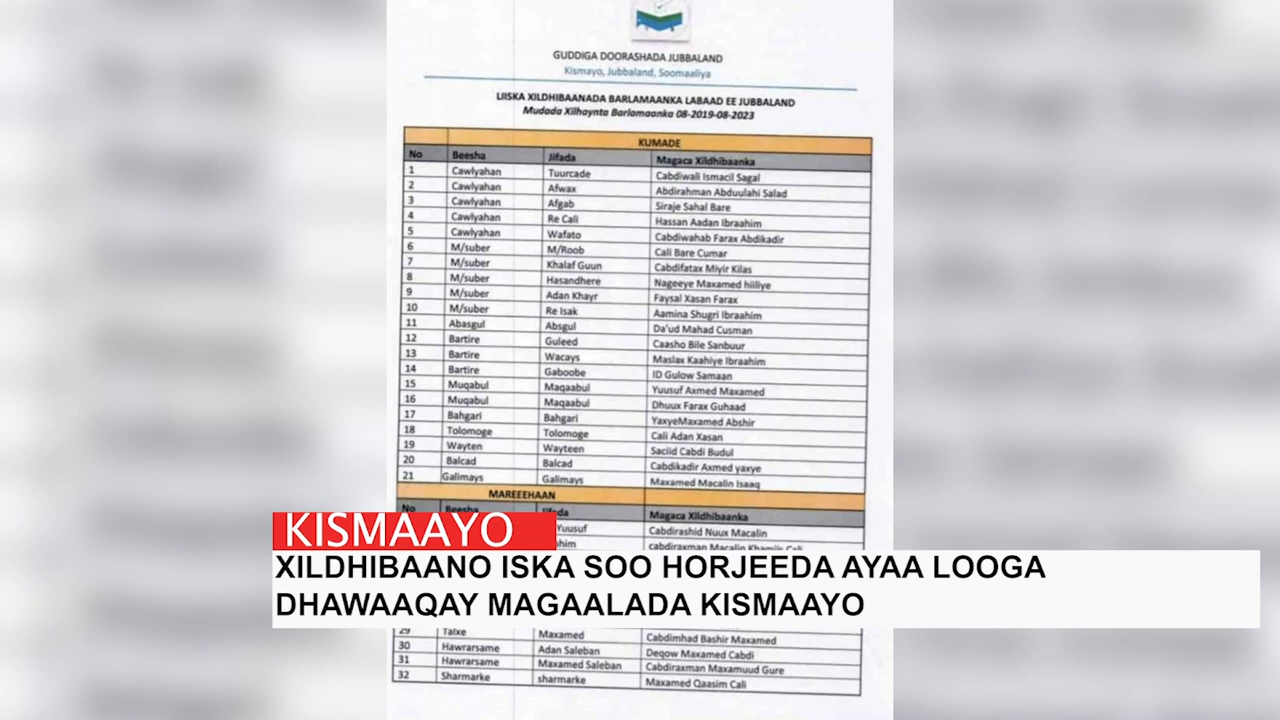 GUDDIGA DOORASHADA JUBBALAND
Kismayo, Jubbaland, Soomaaliya
LIISKA XILDHIBAANADA BARLAMAANKA LABAAD EE JUBBALAND
Mudada Xilhaynta Barlamaanka 08-2019-08-2023
KUMADE
No Beesha Jifada Magaca Xildhibaanka
1 Cawlyahan Tuurcade Cabdiwali Ismacil Sagal
2 Cawlyahan Afwax Abdirahman Abduulahi Salad
3 Cawlyahan Afgab Siraje Sahal Bare
4 Cawlyahan Re Cali Hassan Aadan Ibraahim
5 Cawlyahan Wafato Cabdiwahab Farax Abdikadir
6 M/suber M/Roob Cali Bare Cumar
7 M/suber Khalaf Guun Cabdifatax Miyir Kilas
8 M/suber Hasandhere Nageeye Maxamed hiiliye
9 M/suber Adan Khayr Faysal Xasan Farax
10 M/suber Re Isak Aamina Shugri Ibraahim
11 Abasgul Absgul Da'ud Mahad Cusman
12 Bartire Guleed Caasho Bile Sanbuur
13 Bartire Wacays Maslax Kaahiye Ibraahim
14 Bartire Gaboobe ID Gulow Samaan
15 Muqabul Maqaabul Yuusuf Axmed Maxamed
16 Muqabul Maqaabul Dhuux Farax Guhaad
17 Bahgari Bahgari YaxyeMaxamed Abshir
18 Tolomoge Tolomoge Cali Adan Xasan
19 Wayten Wayteen Saciid Cabdi Budul
20 Balcad Balcad Cabdikadir Axmed yaxye
21 Galimays Galimays Maxamed Macalin Isaaq
MAREEEHAAN
No Beesha Magaca Xildhibaanka
Yuusuf Cabdirashid Nuux Macalin
cabdiraxman Macalin Khamiis Cali
KISMAAYO
XILDHIBAANO ISKA SOO HORJEEDA AYAA LOOGA
DHAWAAQAY MAGAALADA KISMAAYO
29 Talxe Maxamed Cabdimhad Bashir Maxamed
30 Hawrarsame Adan Saleban Deqow Maxamed Cabdi
31 Hawrarsame Maxamed Saleban Cabdiraxman Maxamuud Gure
32 Sharmarke sharmarke Maxamed Qaasim Cali